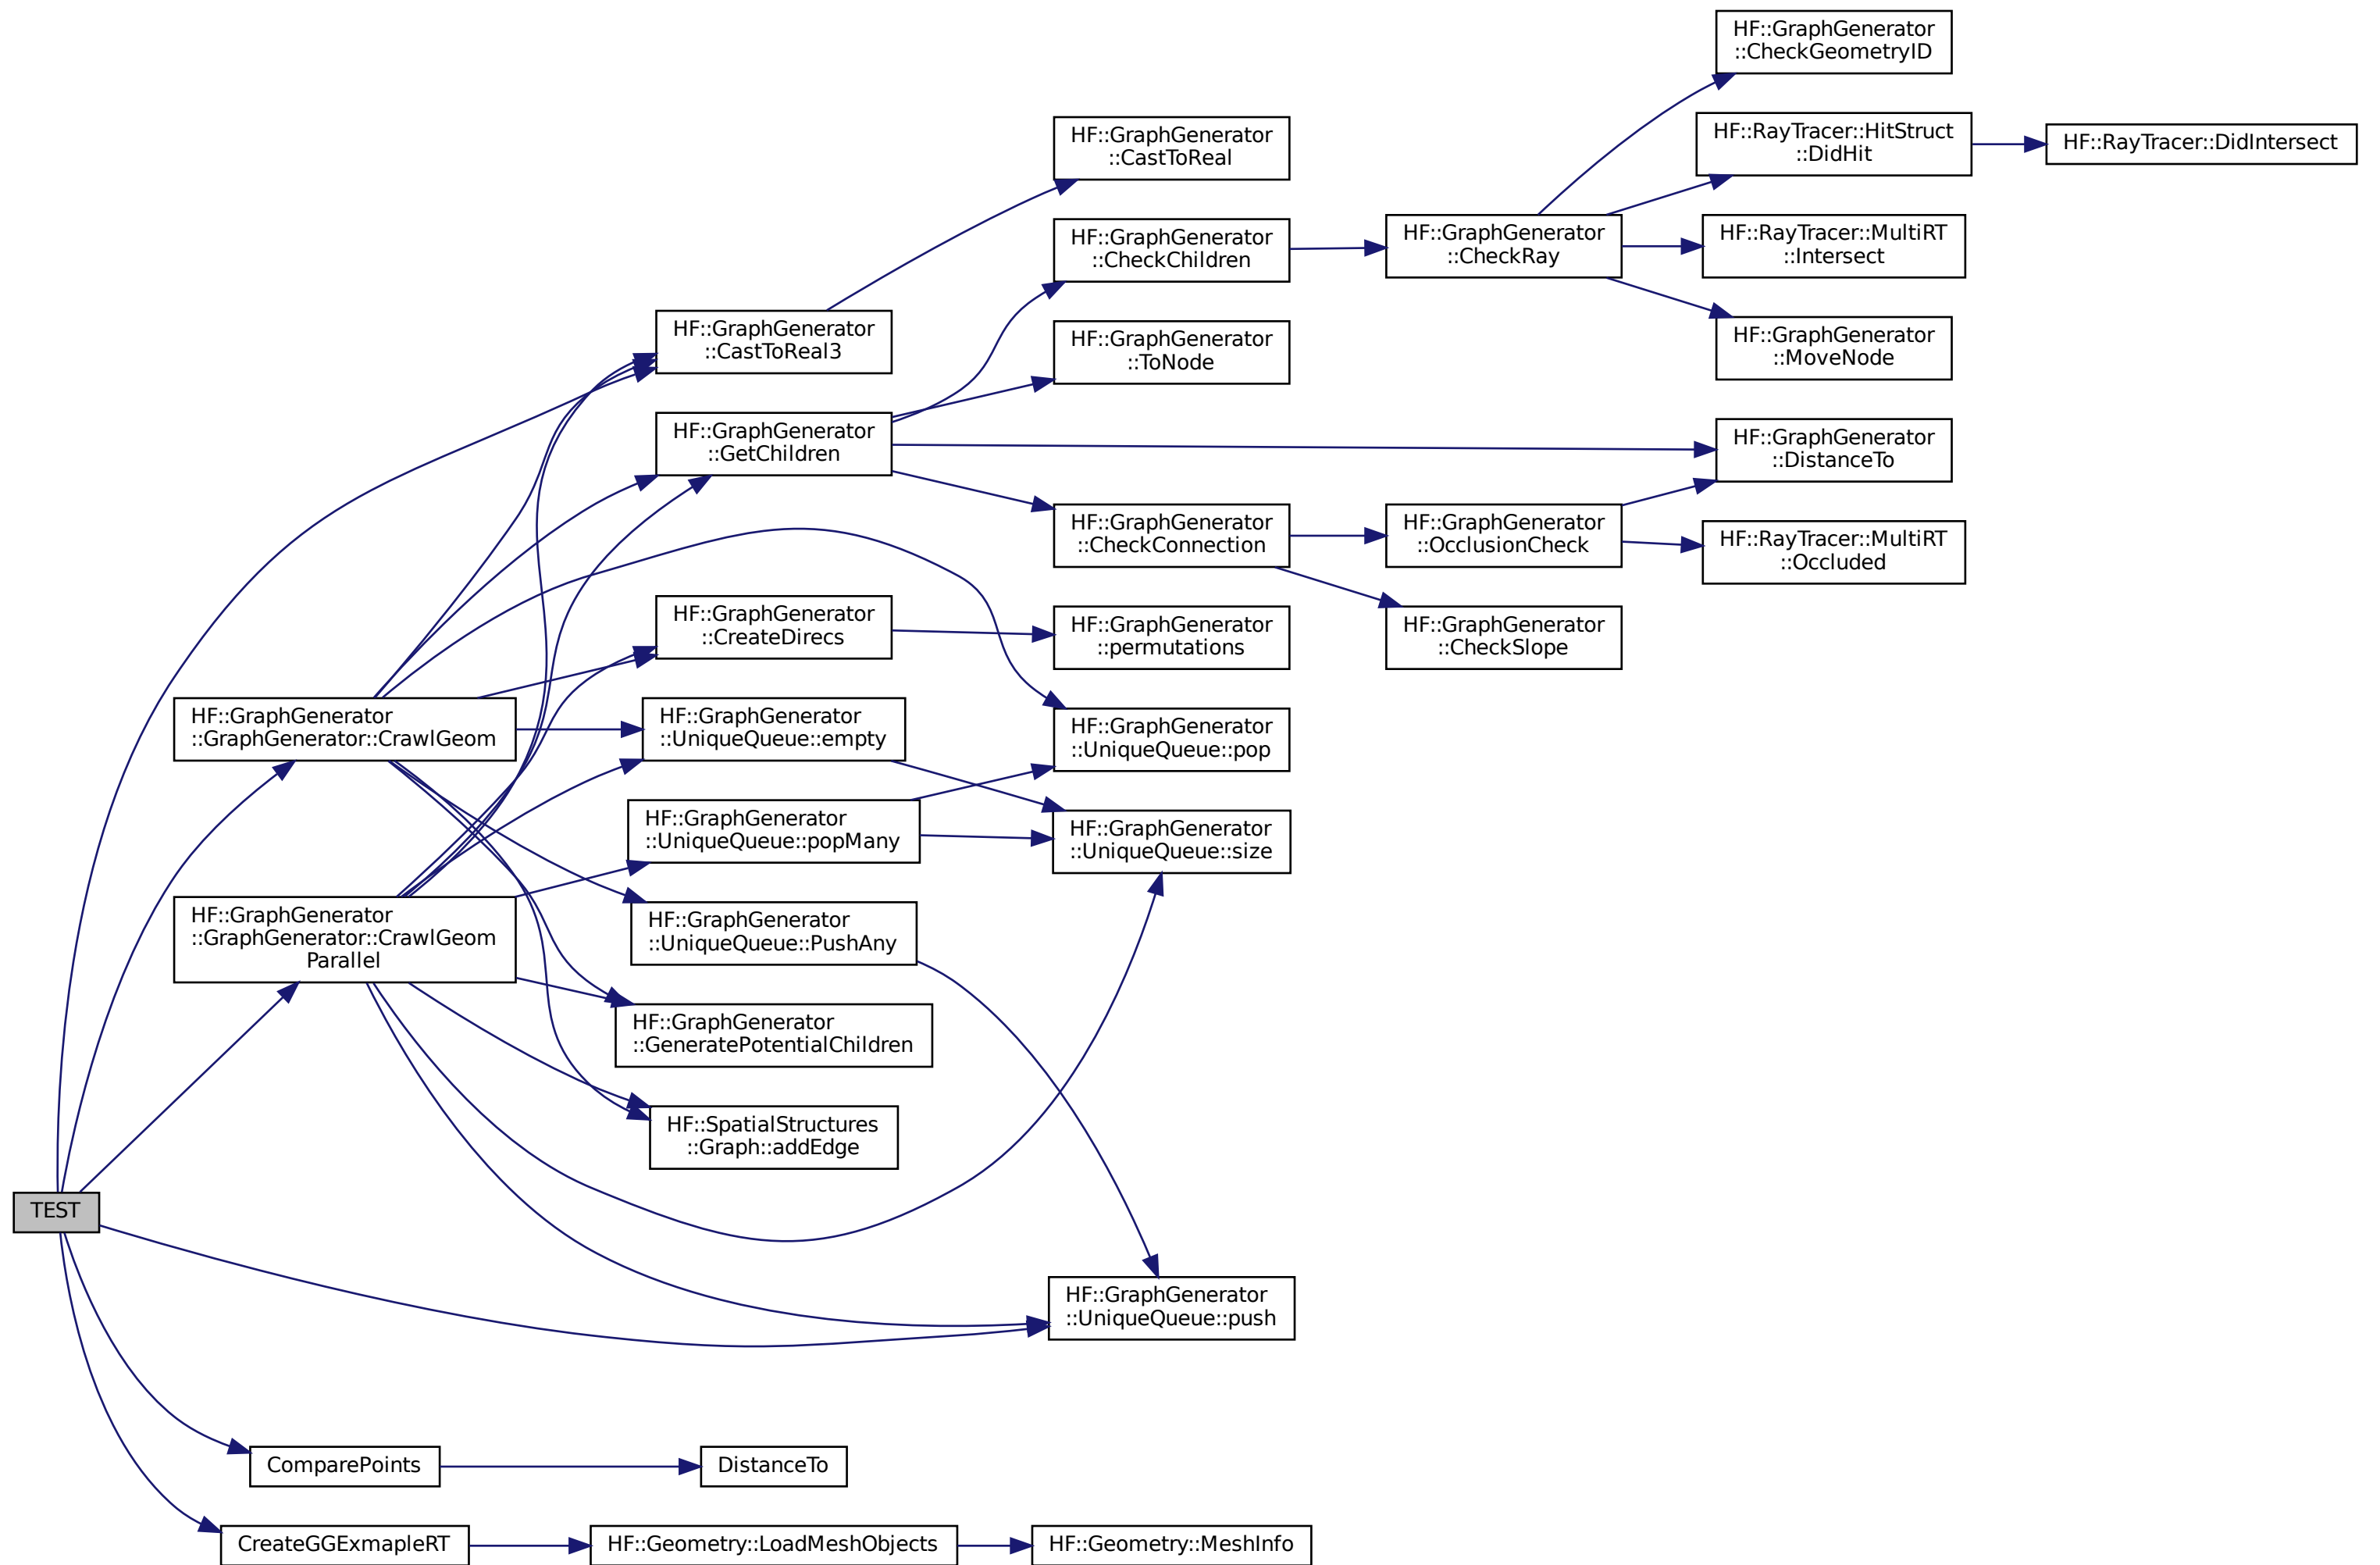 HF::GraphGenerator
::CheckGeometryID
HF::RayTracer::HitStruct
::DidHit
HF::RayTracer::DidIntersect
HF::GraphGenerator
::CastToReal
HF::GraphGenerator
::CheckChildren
HF::GraphGenerator
::CheckRay
HF::RayTracer::MultiRT
::Intersect
HF::GraphGenerator
::CastToReal3
HF::GraphGenerator
::ToNode
HF::GraphGenerator
::MoveNode
HF::GraphGenerator
::GetChildren
HF::GraphGenerator
::DistanceTo
HF::GraphGenerator
::CheckConnection
HF::GraphGenerator
::OcclusionCheck
HF::RayTracer::MultiRT
::Occluded
HF::GraphGenerator
::CreateDirecs
HF::GraphGenerator
::permutations
HF::GraphGenerator
::CheckSlope
HF::GraphGenerator
::GraphGenerator::CrawlGeom
HF::GraphGenerator
::UniqueQueue::empty
HF::GraphGenerator
::UniqueQueue::pop
HF::GraphGenerator
::UniqueQueue::popMany
HF::GraphGenerator
::UniqueQueue::size
HF::GraphGenerator
::GraphGenerator::CrawlGeom
Parallel
HF::GraphGenerator
::UniqueQueue::PushAny
HF::GraphGenerator
::GeneratePotentialChildren
HF::SpatialStructures
::Graph::addEdge
TEST
HF::GraphGenerator
::UniqueQueue::push
ComparePoints
DistanceTo
CreateGGExmapleRT
HF::Geometry::LoadMeshObjects
HF::Geometry::MeshInfo